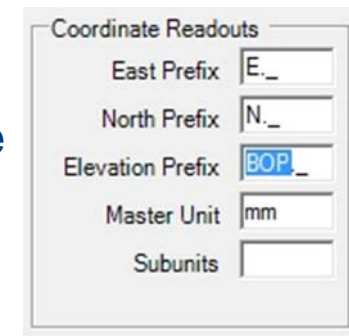 Coordinate Readouts
East Prefix E._
North Prefix N._
e
Elevation Prefix BOP._
Master Unit mm
Subunits